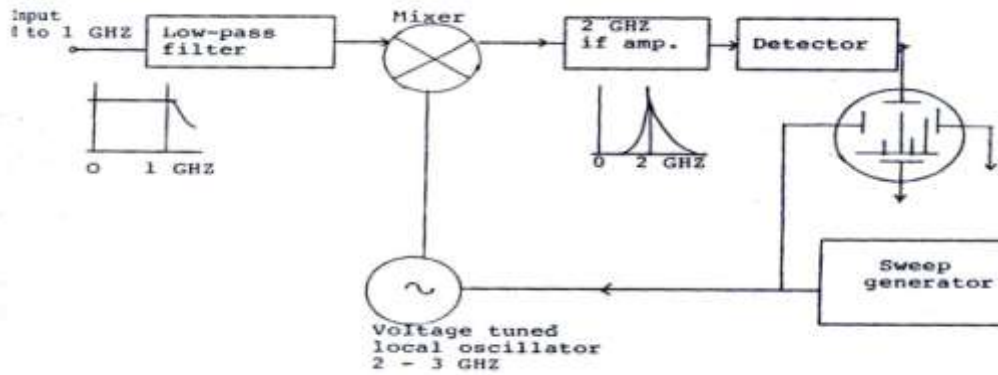 Input
0 to 1 GHZ
Low-pass
filter
Mixer
2 GHZ
if amp.
Detector
0 1 GHZ
0 2 GHZ
Sweep
generator
~
Voltage tuned
local oscillator
2 - 3 GHZ